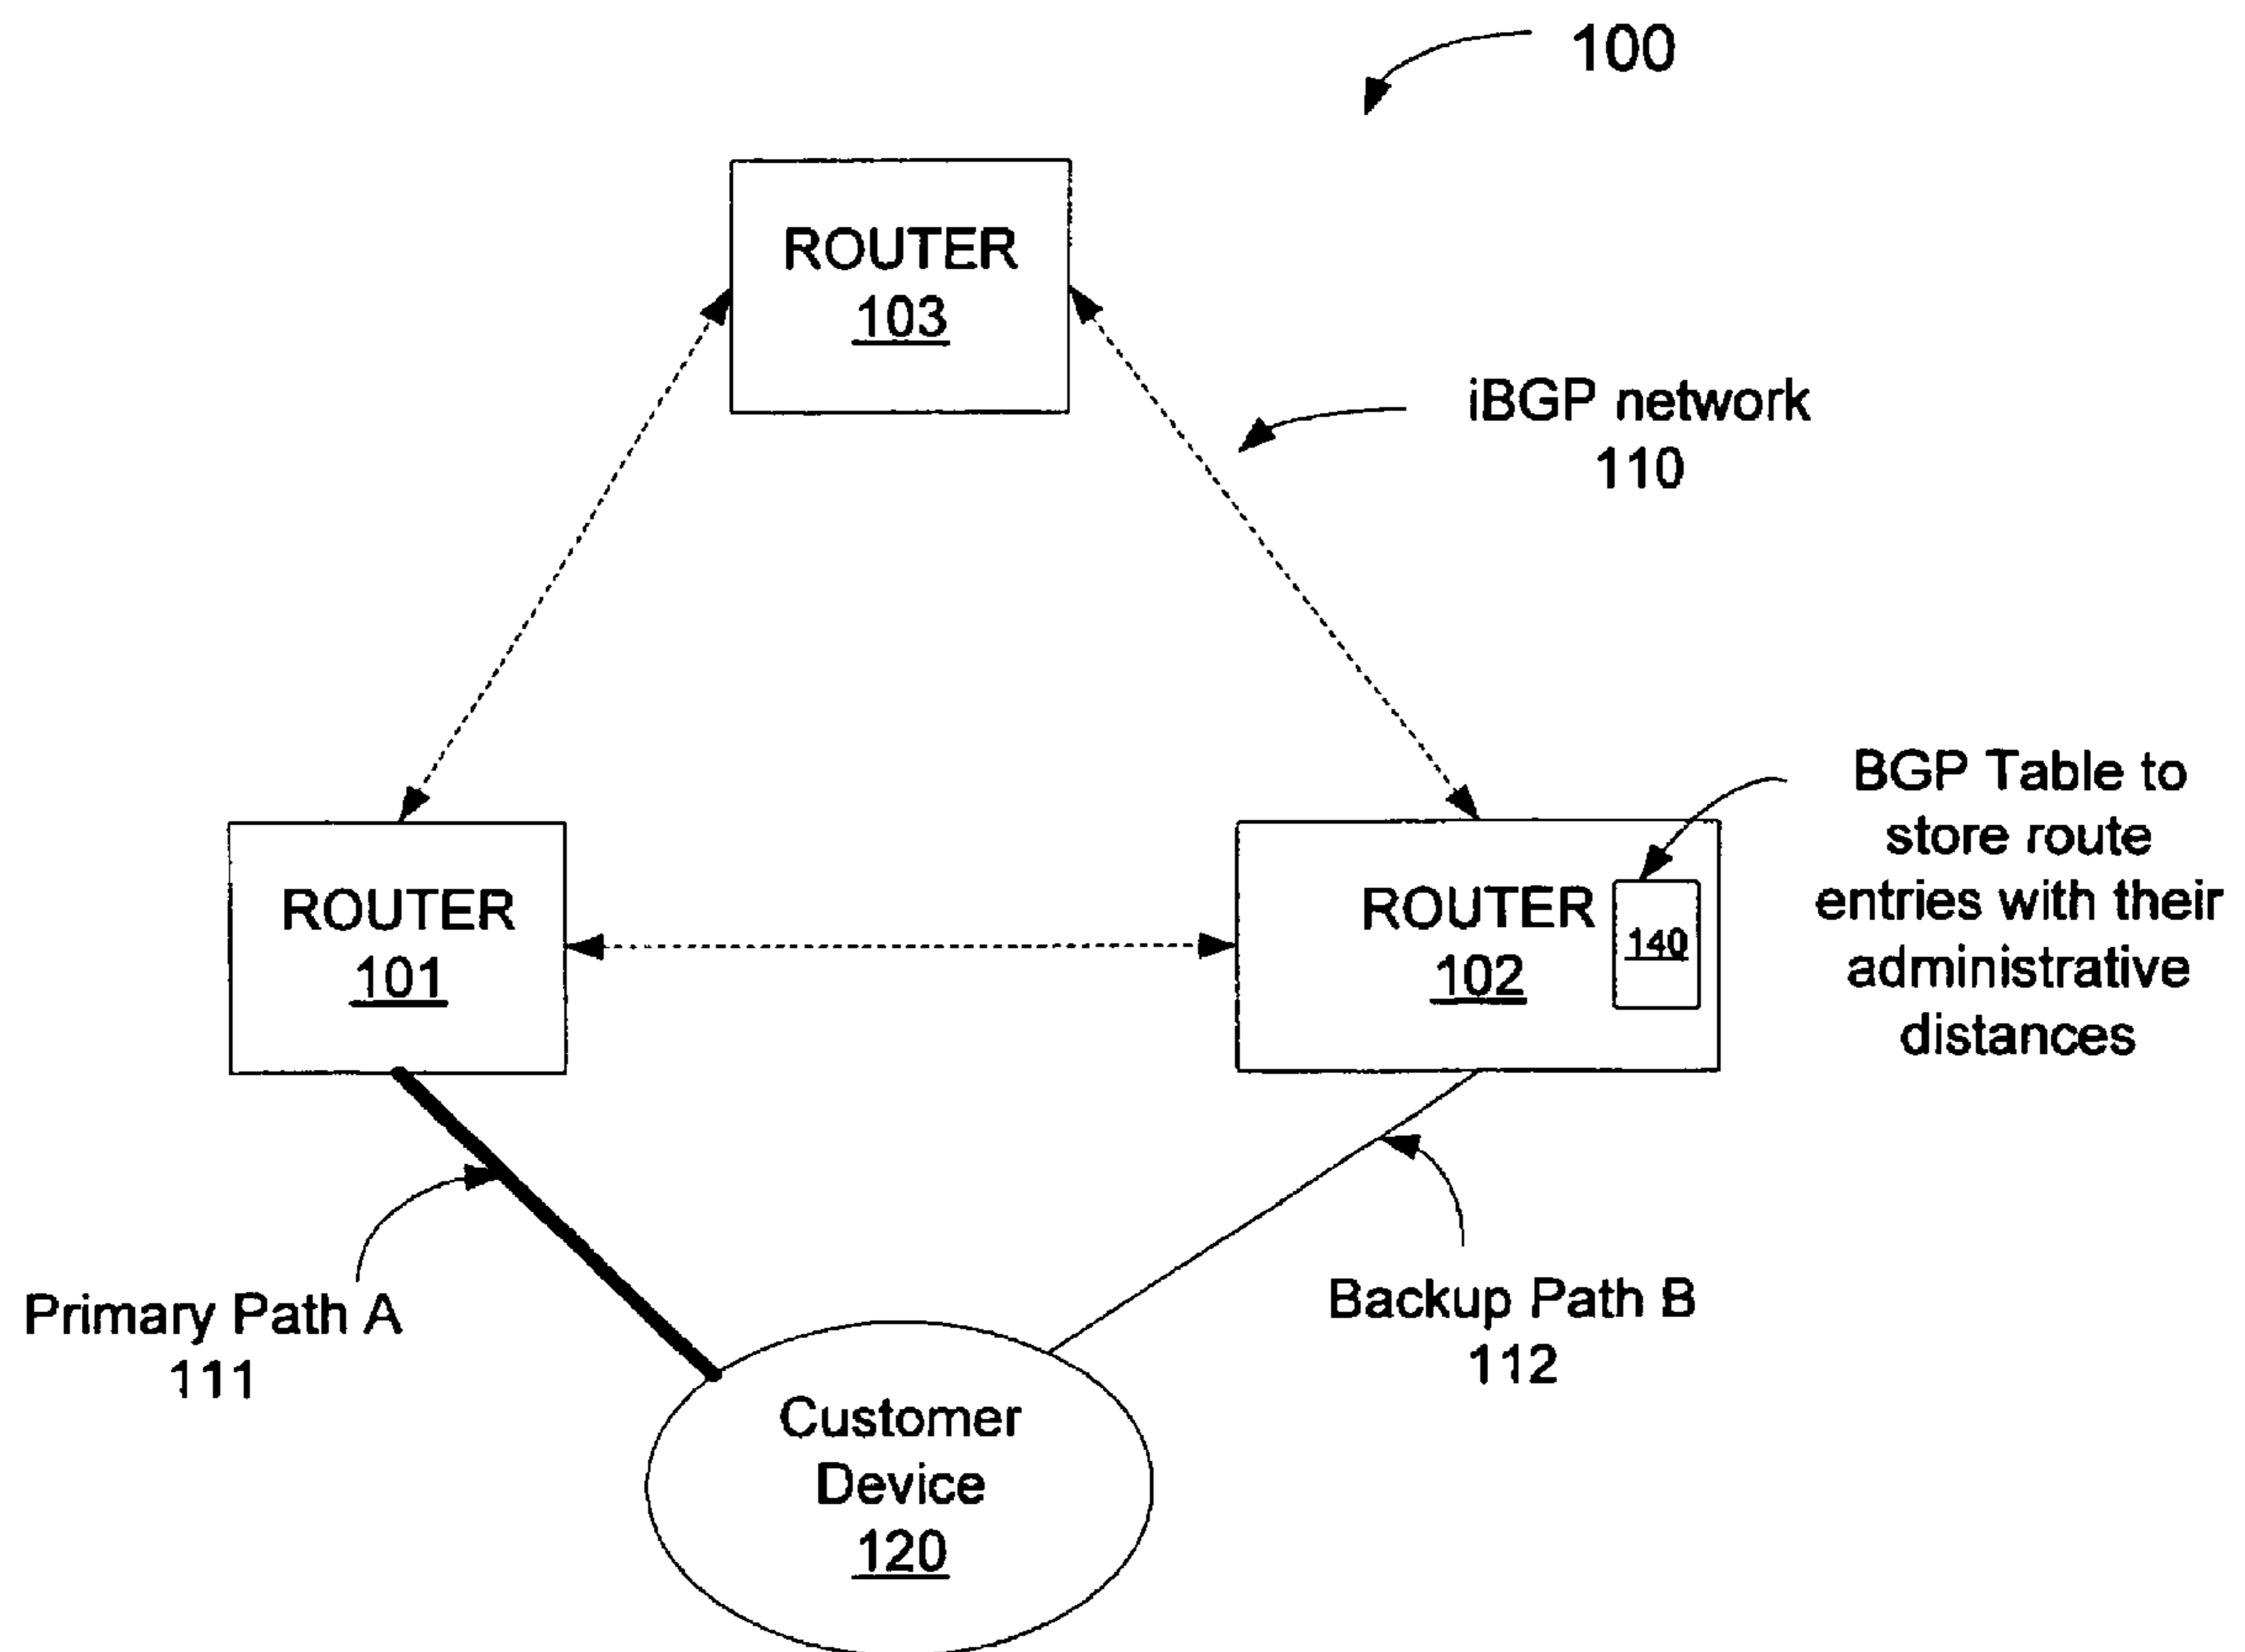 100
ROUTER
103
iBGP network
110
BGP Table to
store route
entries with their
administrative
distances
ROUTER
101
ROUTER
102
140
Primary Path A
111
Backup Path B
112
Customer
Device
120